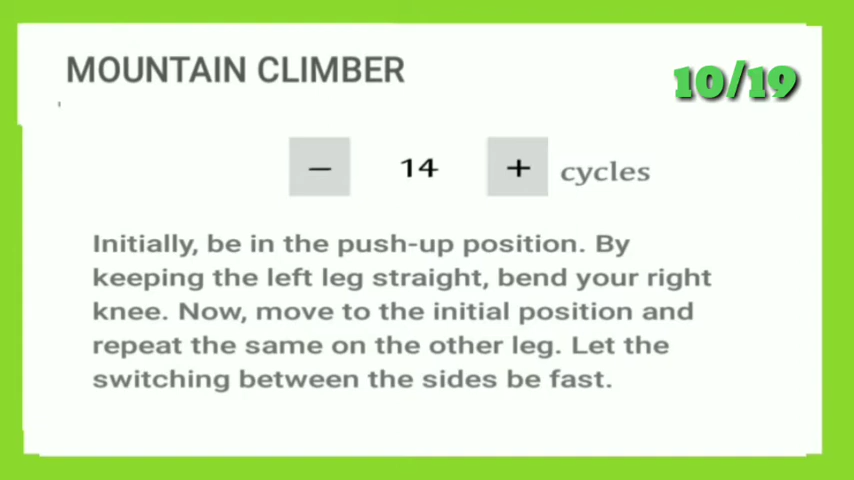 MOUNTAIN CLIMBER
10/19
− 14 + cycles
Initially, be in the push-up position. By
keeping the left leg straight, bend your right
knee. Now, move to the initial position and
repeat the same on the other leg. Let the
switching between the sides be fast.